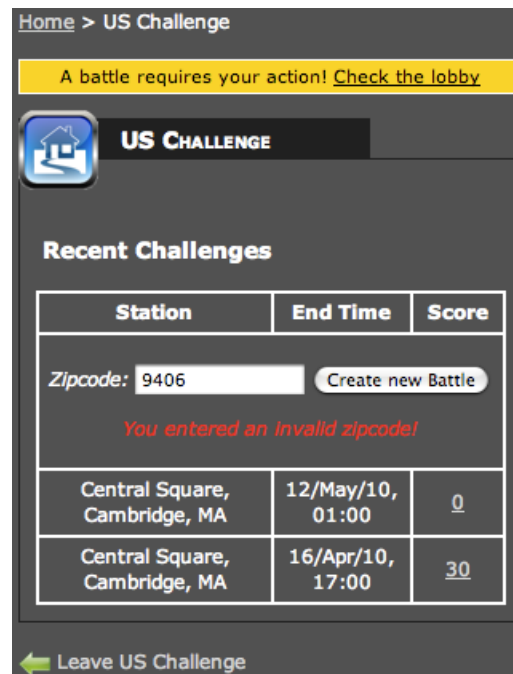 Home > US Challenge
A battle requires your action! Check the lobby
US CHALLENGE
Recent Challenges
Station End Time Score
Zipcode: 9406 Create new Battle
You entered an invalid zipcode!
Central Square, Cambridge, MA 12/May/10, 01:00 0
Central Square, Cambridge, MA 16/Apr/10, 17:00 30
Leave US Challenge